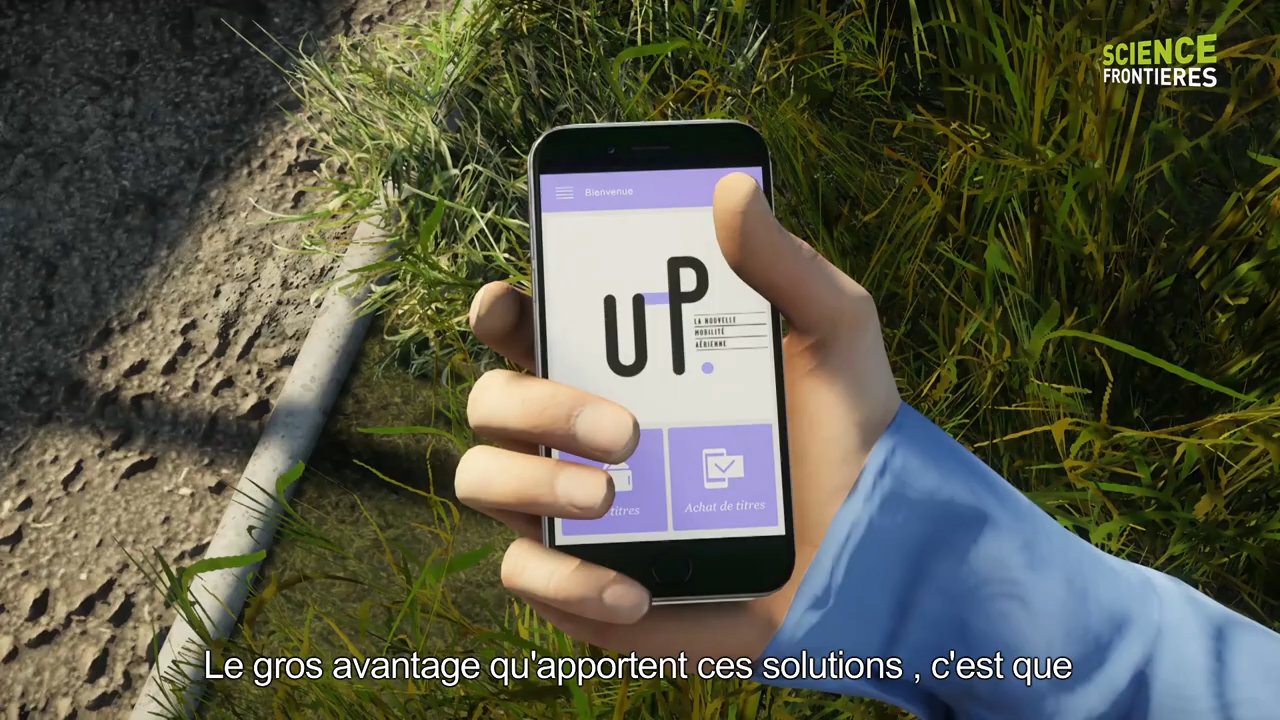 SCIENCE
FRONTIERES
Bienvenue
UP
LA NOUVELLE
MOBILITÉ
AÉRIENNE
titres
Achat de titres
Le gros avantage qu'apportent ces solutions , c'est que